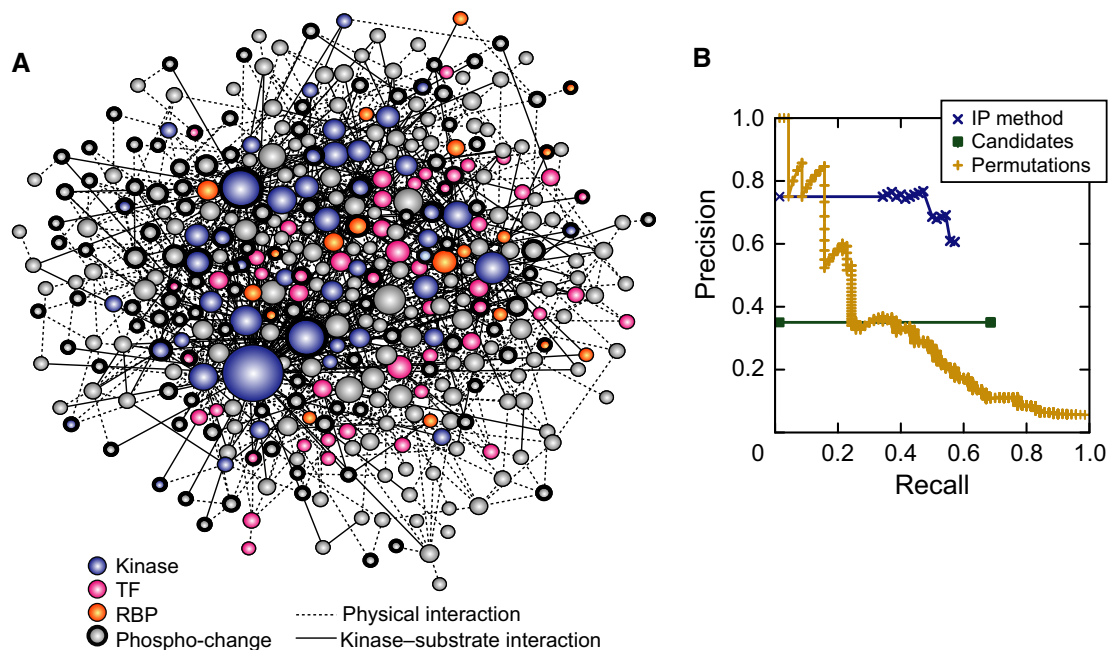 A
Kinase
TF
RBP
Phospho-change
Physical interaction
Kinase–substrate interaction
B
IP method
Candidates
Permutations
Precision
1.0
0.8
0.6
0.4
0.2
0
0.2
0.4
0.6
0.8
1.0
Recall